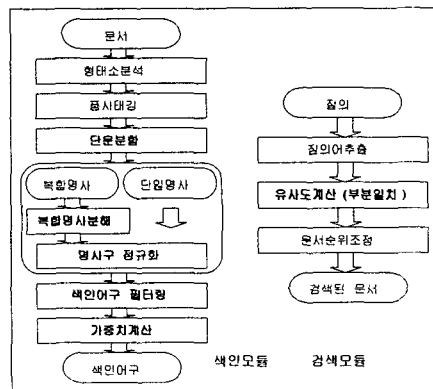 문서
형태소분석
품사태깅
단문분할
복합명사 단일명사
복합명사분해
명사구 정규화
색인어구 필터링
가중치계산
색인어구
색인모듈
질의
질의어추출
유사도계산 (부분일치)
문서순위조정
검색된 문서
검색모듈